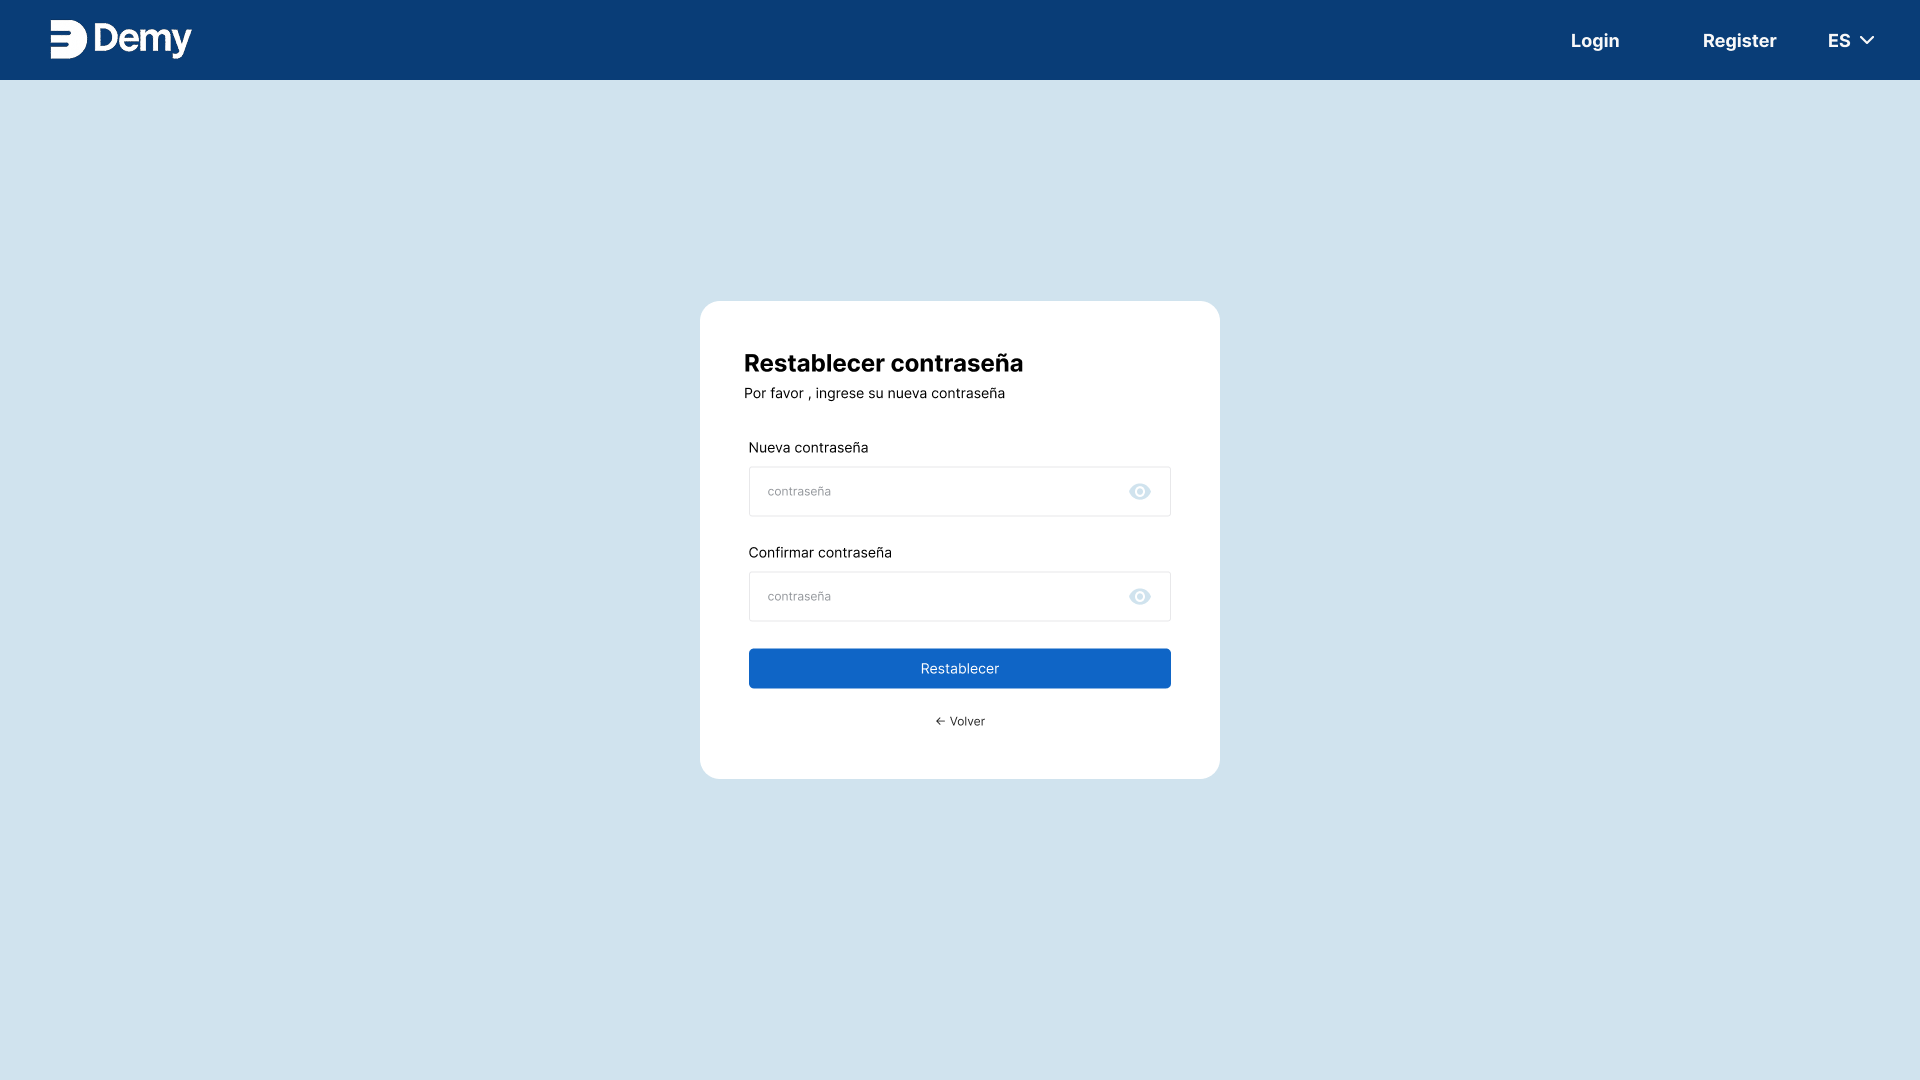 Demy
Login
Register
ES
Restablecer contraseña
Por favor , ingrese su nueva contraseña
Nueva contraseña
contraseña
Confirmar contraseña
contraseña
Restablecer
← Volver